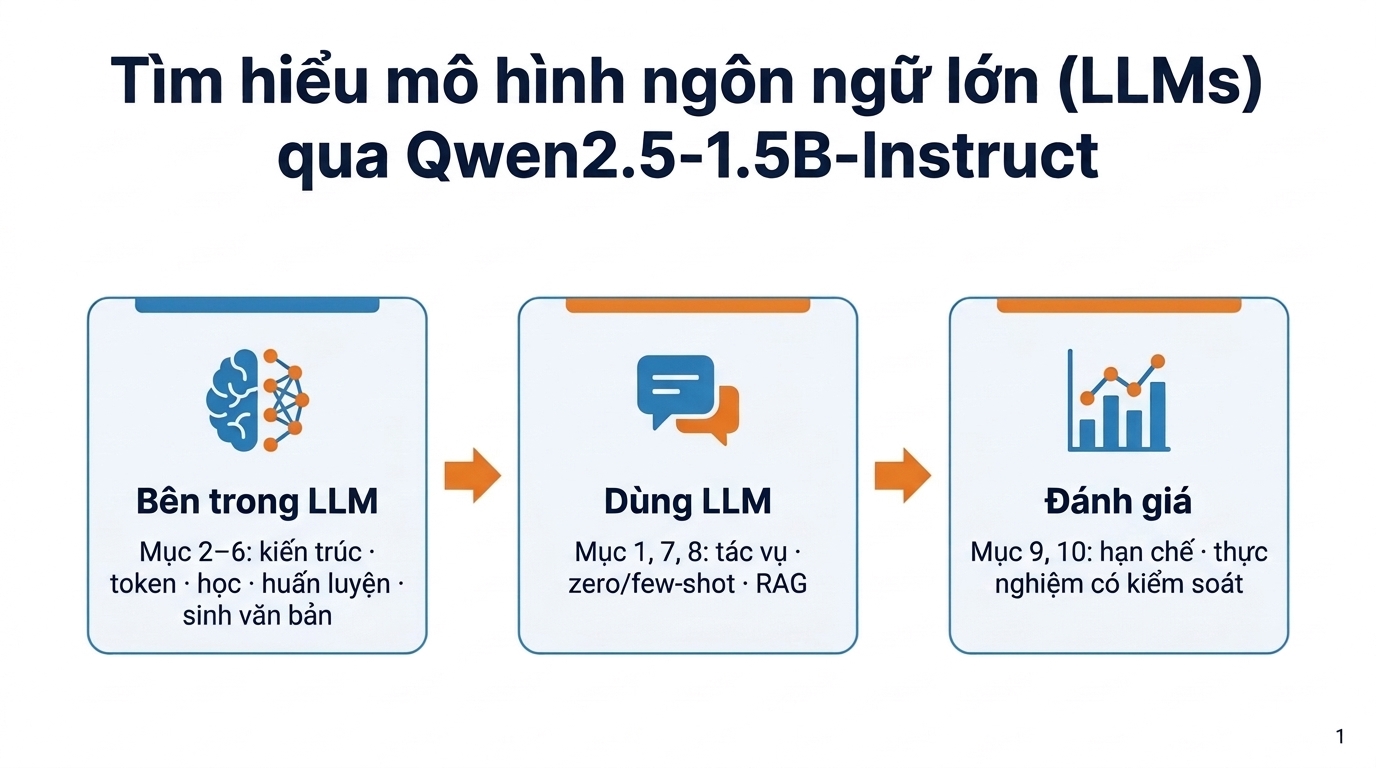 Tìm hiểu mô hình ngôn ngữ lớn (LLMs)
qua Qwen2.5-1.5B-Instruct
Bên trong LLM
Mục 2–6: kiến trúc ·
token · học · huấn luyện ·
sinh văn bản
Dùng LLM
Mục 1, 7, 8: tác vụ ·
zero/few-shot · RAG
Đánh giá
Mục 9, 10: hạn chế · thực
nghiệm có kiểm soát
1